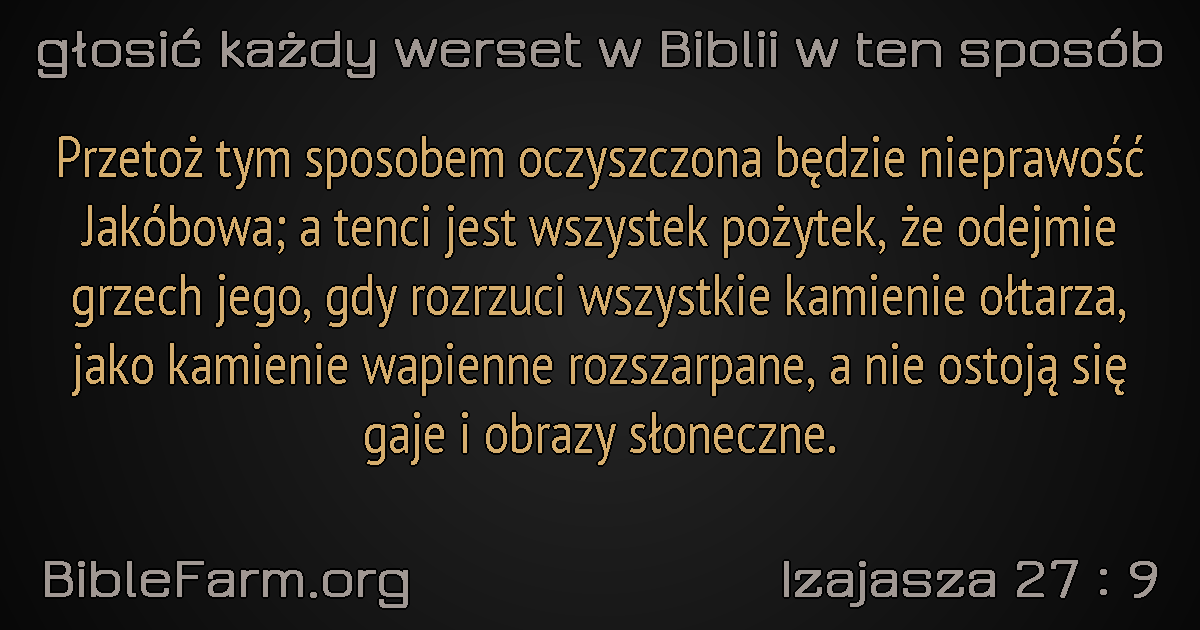 głosić każdy werset w Biblii w ten sposób
Przetoż tym sposobem oczyszczona będzie nieprawość
Jakóbowa; a tenci jest wszystek pożytek, że odejmie
grzech jego, gdy rozrzuci wszystkie kamienie ołtarza,
jako kamienie wapienne rozszarpane, a nie ostoją się
gaje i obrazy słoneczne.
BibleFarm.org
Izajasza 27 : 9